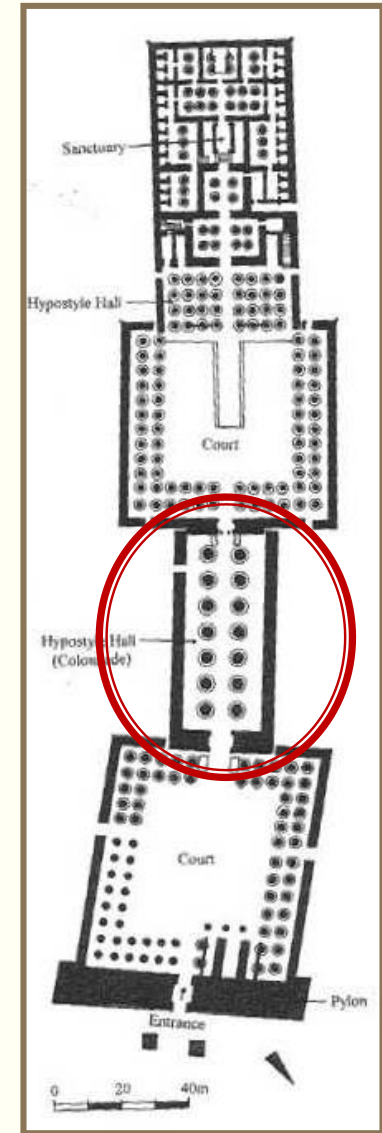 Sanctuary
Hypostyle Hall
Court
Hypostyle Hall
(Colonnade)
Court
Pylon
Entrance
0 20 40m